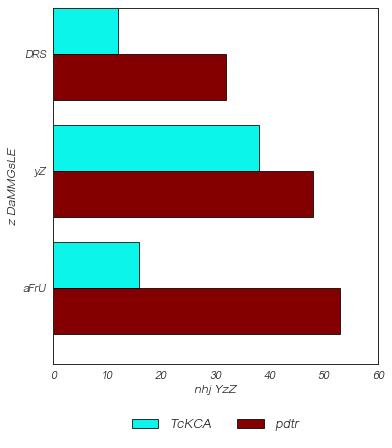 DRS
yZ
aFrU
z DaMMGsLE
0 10 20 30 40 50 60
nhj YzZ
TcKCA pdtr